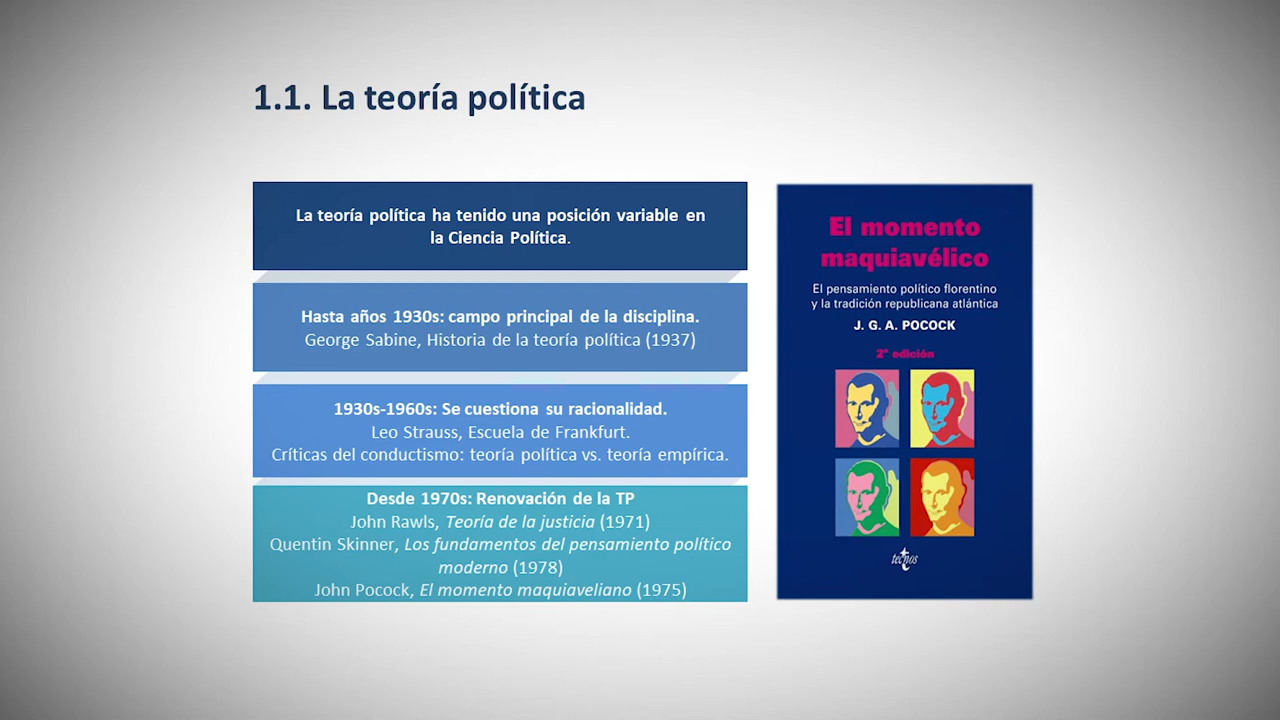 1.1. La teoría política
La teoría política ha tenido una posición variable en
la Ciencia Política.
Hasta años 1930s: campo principal de la disciplina.
George Sabine, Historia de la teoría política (1937)
1930s-1960s: Se cuestiona su racionalidad.
Leo Strauss, Escuela de Frankfurt.
Críticas del conductismo: teoría política vs. teoría empírica.
Desde 1970s: Renovación de la TP
John Rawls, Teoría de la justicia (1971)
Quentin Skinner, Los fundamentos del pensamiento político
moderno (1978)
John Pocock, El momento maquiaveliano (1975)
El momento
maquiavélico
El pensamiento político florentino
y la tradición republicana atlántica
J. G. A. POCOCK
2ª edición
tecnos